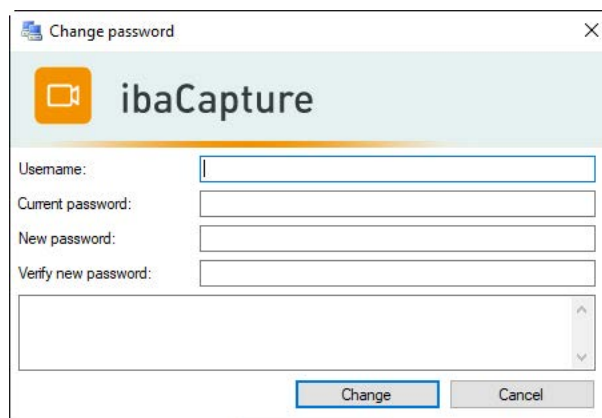 Change password
ibaCapture
Username:
Current password:
New password:
Verify new password:
Change Cancel